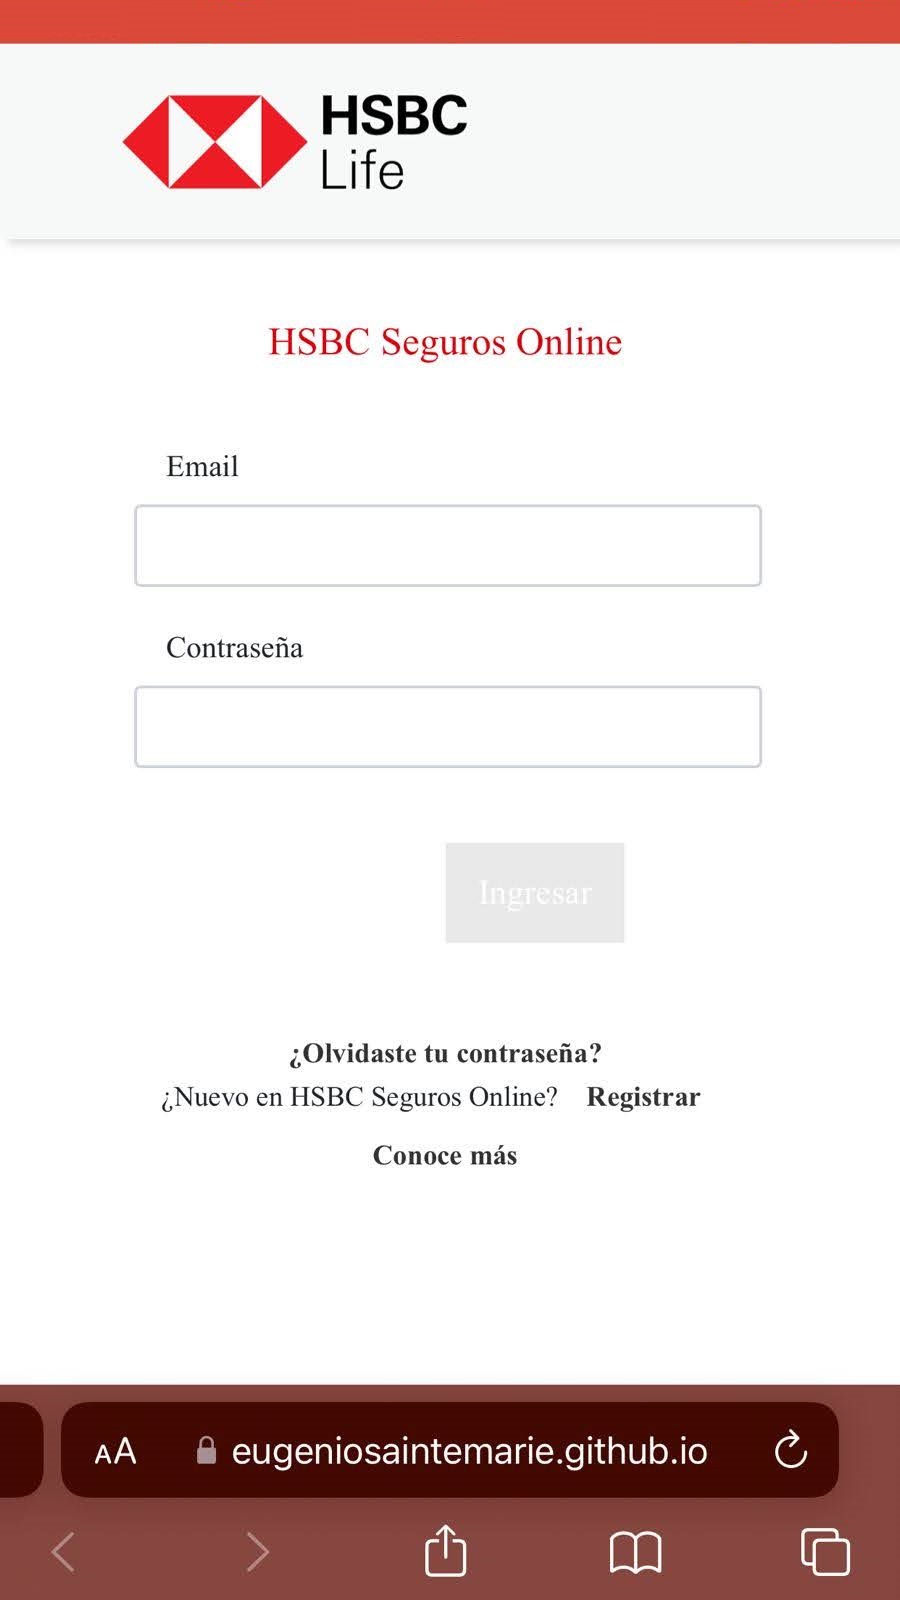 HSBC
Life
HSBC Seguros Online
Email
Contraseña
Ingresar
¿Olvidaste tu contraseña?
¿Nuevo en HSBC Seguros Online? Registrar
Conoce más
AA eugeniosaintemarie.github.io